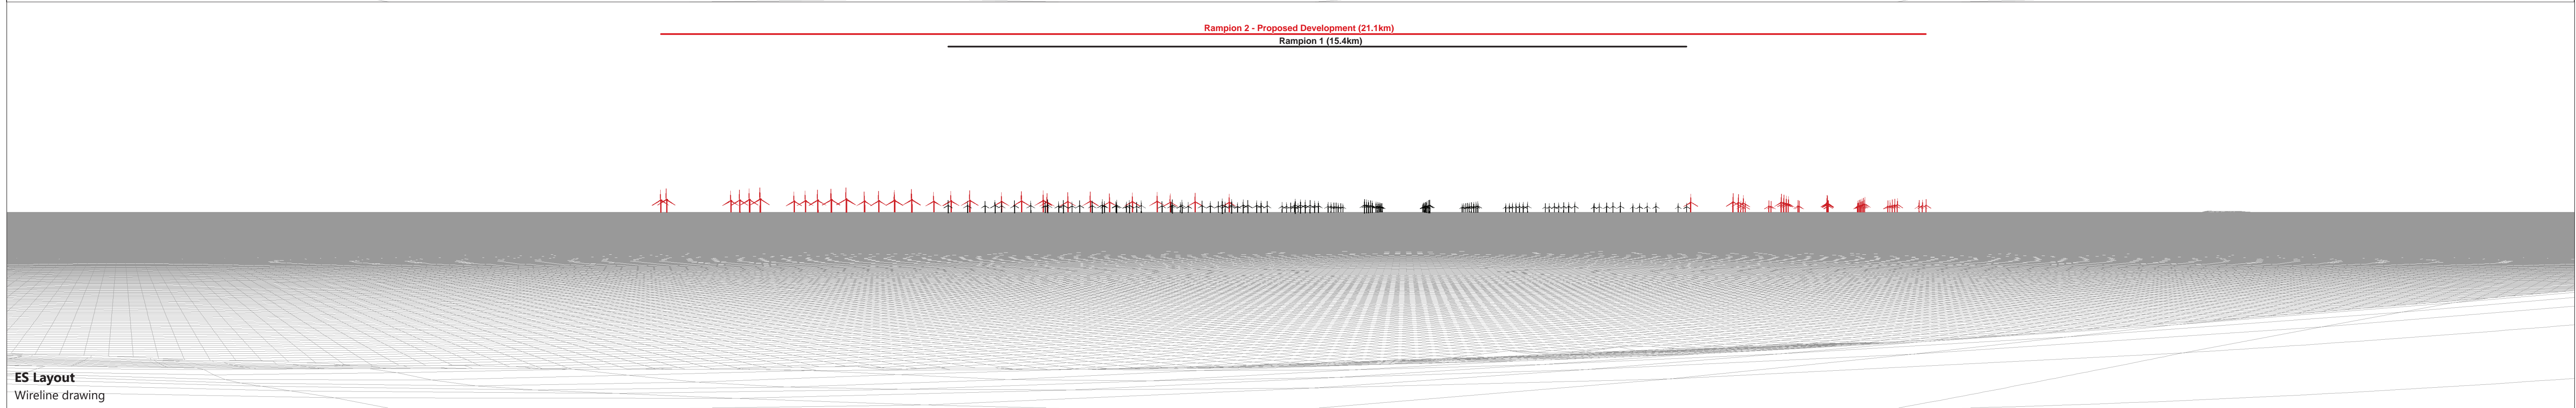 Rampion 2 - Proposed Development (21.1km)
Rampion 1 (15.4km)
ES Layout
Wireline drawing